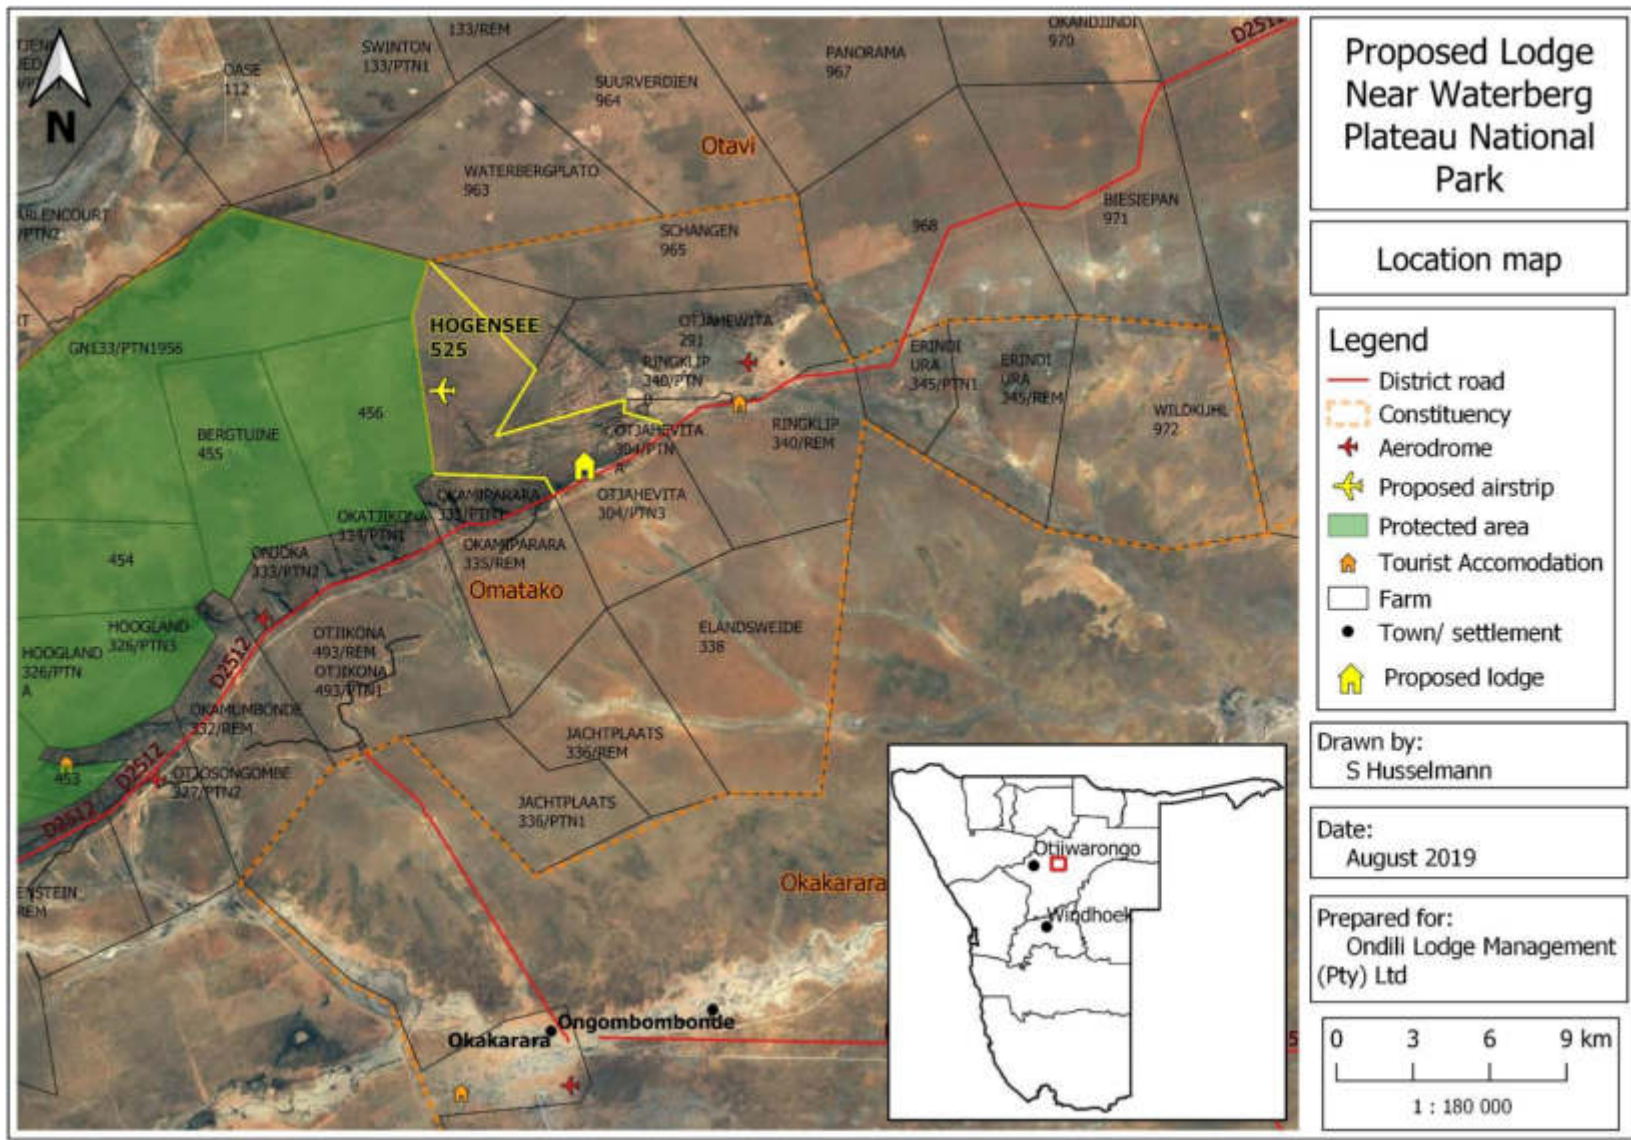 133/REM
OKANDJINDI
970
D2512
SWINTON
133/PTN1
PANORAMA
967
OASE
112
SUURVERDIEN
964
N
Otavi
WATERBERGPLATO
963
BIESIEPAN
971
ARLENCOURT
/PTN2
SCHANGEN
965
968
HOGENSEE
525
OTJAHEWITA
291
GN133/PTN1956
RINGKLIP
340/PTN
ERINDI
URA
345/PTN1
ERINDI
URA
345/REM
456
WILDKUHL
972
BERGTUINE
455
OTJAHEVITA
304/PTN
A
RINGKLIP
340/REM
OKAMIPARARA
OTJAHEVITA
304/PTN3
OKATJIKONA
334/PTN1
OKAMIPARARA
335/REM
454
ONJOKA
333/PTN2
Omatako
HOOGLAND
326/PTN3
OTJIKONA
493/REM
OTJIKONA
493/PTN1
ELANDSWEIDE
338
HOOGLAND
326/PTN
A
D2512
OKAMUMBONDE
332/REM
JACHTPLAATS
336/REM
453
D2512
OTJOSONGOMBE
327/PTN2
JACHTPLAATS
336/PTN1
D2512
Okakarara
ENSTEIN
REM
Ongombombonde
Okakarara
Otjiwarongo
Windhoek
Proposed Lodge
Near Waterberg
Plateau National
Park
Location map
Legend
District road
Constituency
Aerodrome
Proposed airstrip
Protected area
Tourist Accomodation
Farm
Town/ settlement
Proposed lodge
Drawn by:
S Husselmann
Date:
August 2019
Prepared for:
Ondili Lodge Management
(Pty) Ltd
0 3 6 9 km
1 : 180 000